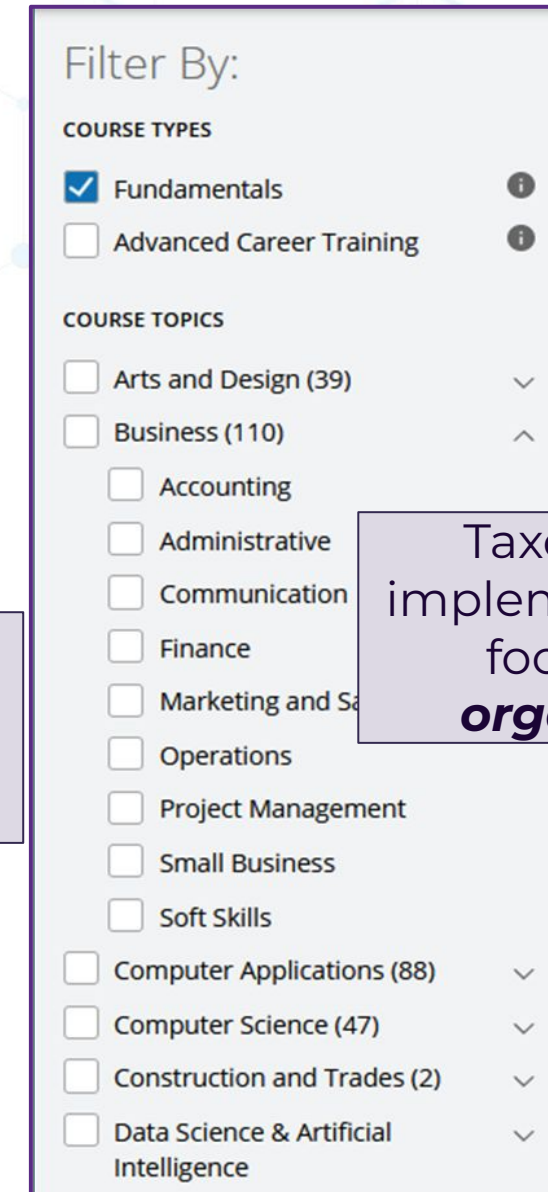 Filter By:
COURSE TYPES
Fundamentals
Advanced Career Training
COURSE TOPICS
Arts and Design (39)
Business (110)
Accounting
Administrative
Communication
Finance
Marketing and
Operations
Project Management
Small Business
Soft Skills
Computer Applications (88)
Computer Science (47)
Construction and Trades (2)
Data Science & Artificial
Intelligence